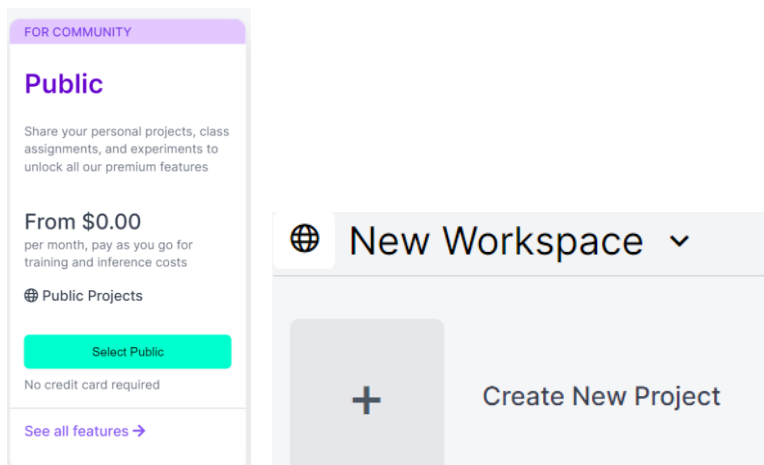 FOR COMMUNITY
Public
Share your personal projects, class
assignments, and experiments to
unlock all our premium features
From $0.00
per month, pay as you go for
training and inference costs
Public Projects
Select Public
No credit card required
See all features →
New Workspace
+
Create New Project